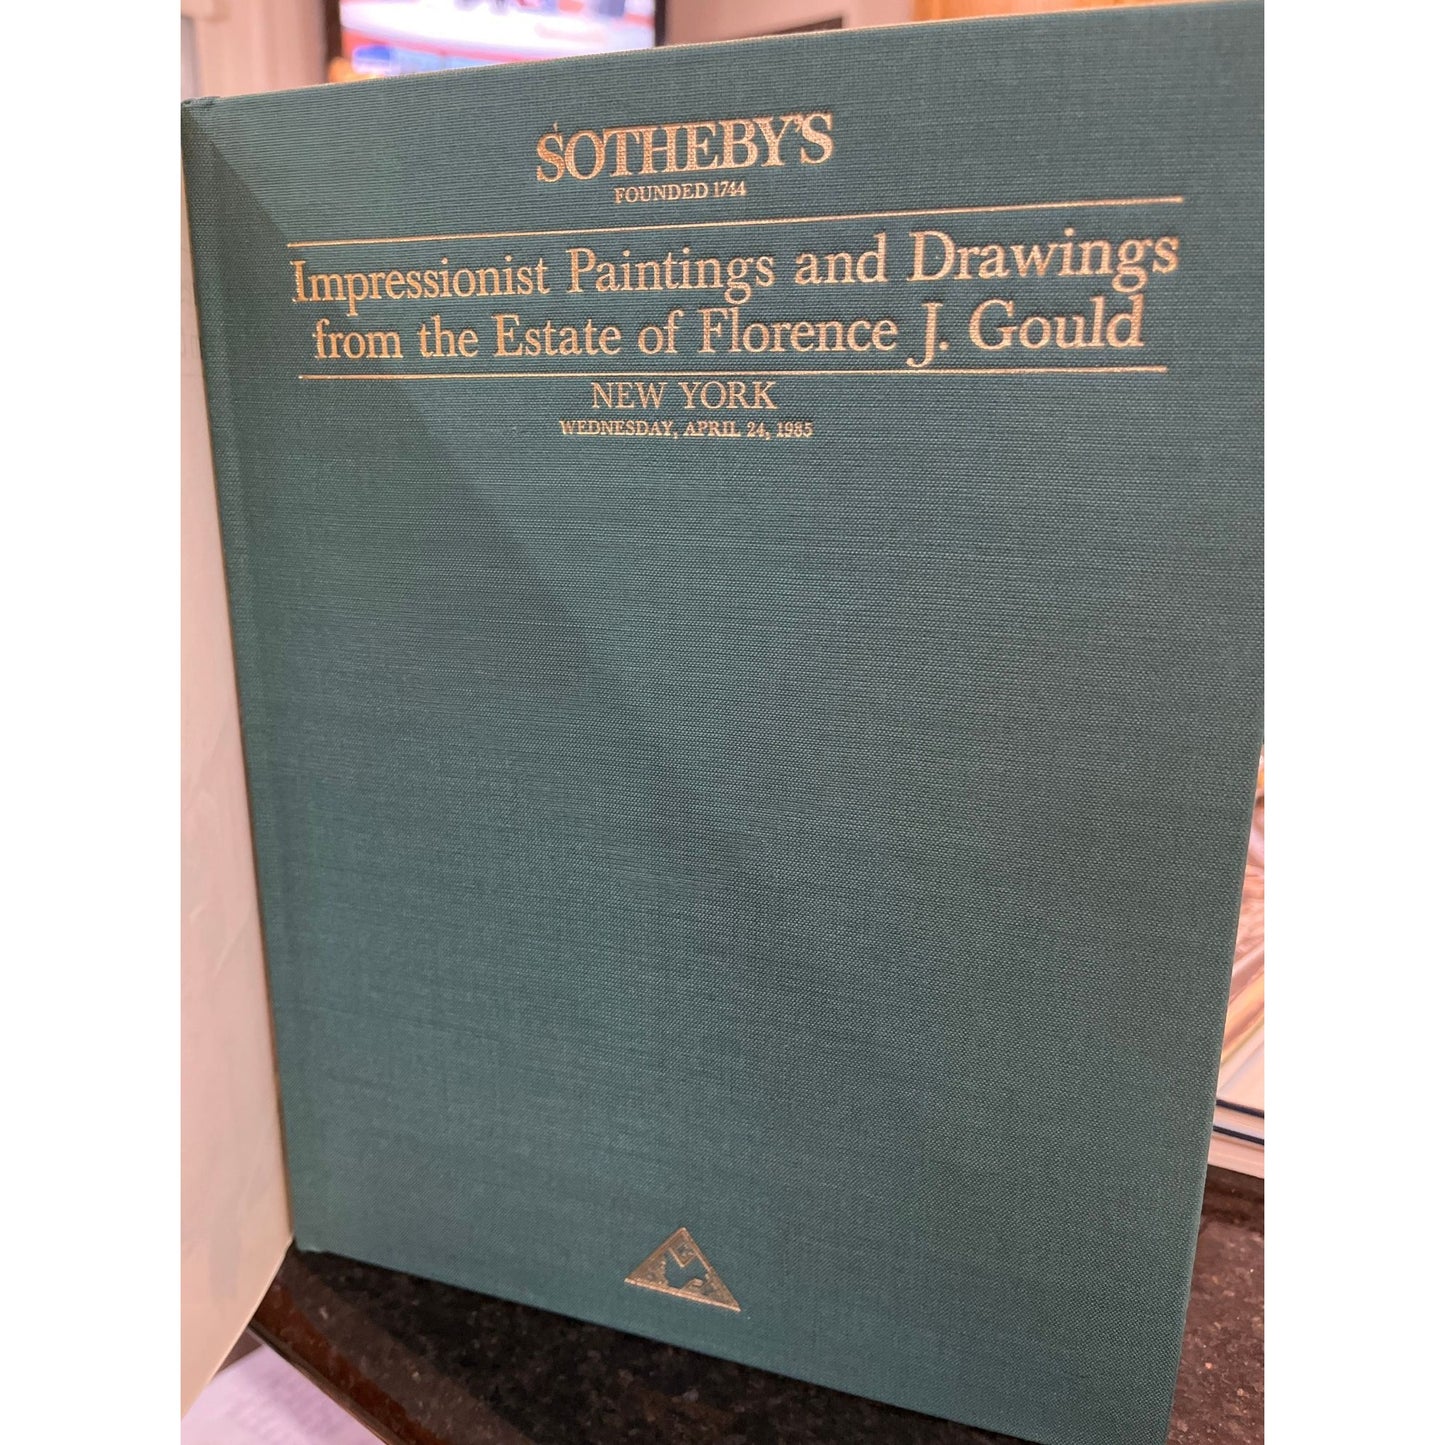 SOTHEBY'S
FOUNDED 1744
Impressionist Paintings and Drawings
from the Estate of Florence J. Gould
NEW YORK
WEDNESDAY, APRIL 24, 1985